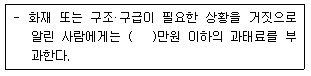 - 화재 또는 구조·구급이 필요한 상황을 거짓으로
알린 사람에게는 (   )만원 이하의 과태료를 부
과한다.